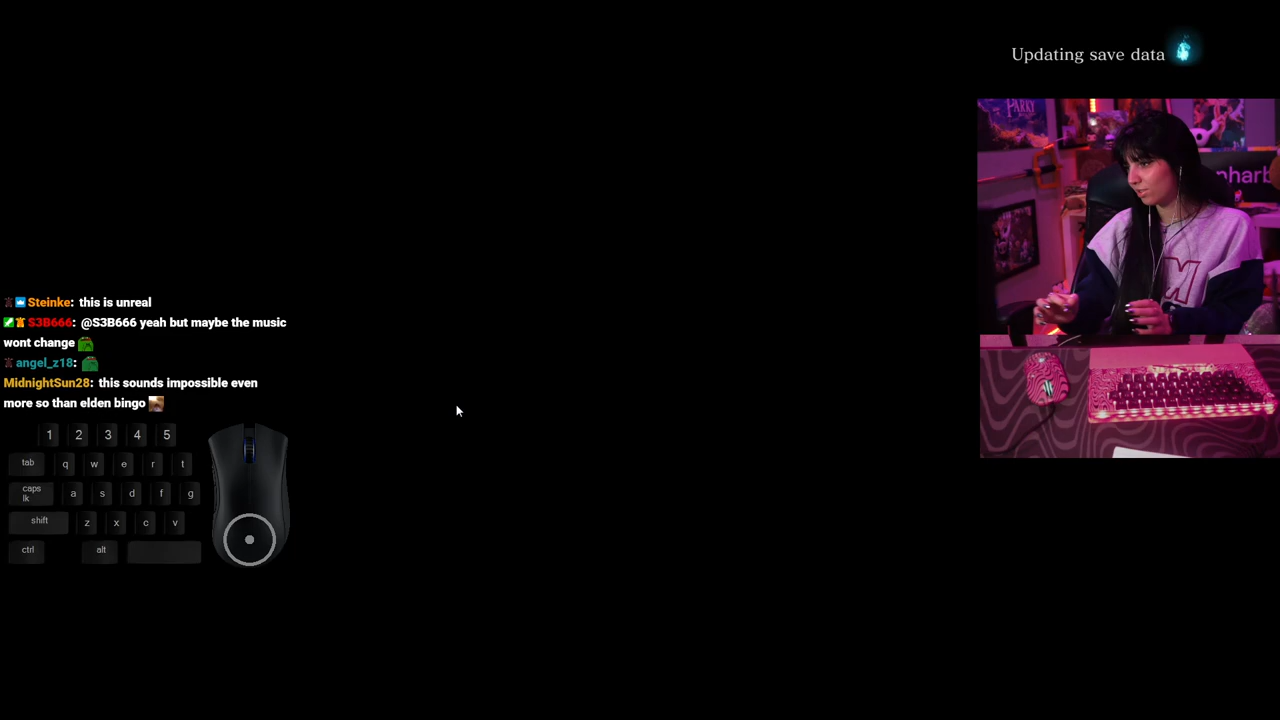 Updating save data
PARKY
pharb
M
Steinke: this is unreal
S3B666: @S3B666 yeah but maybe the music
wont change
angel_z18:
MidnightSun28: this sounds impossible even
more so than elden bingo
1 2 3 4 5
tab q w e r t
caps
lk a s d f g
shift z x c v
ctrl alt